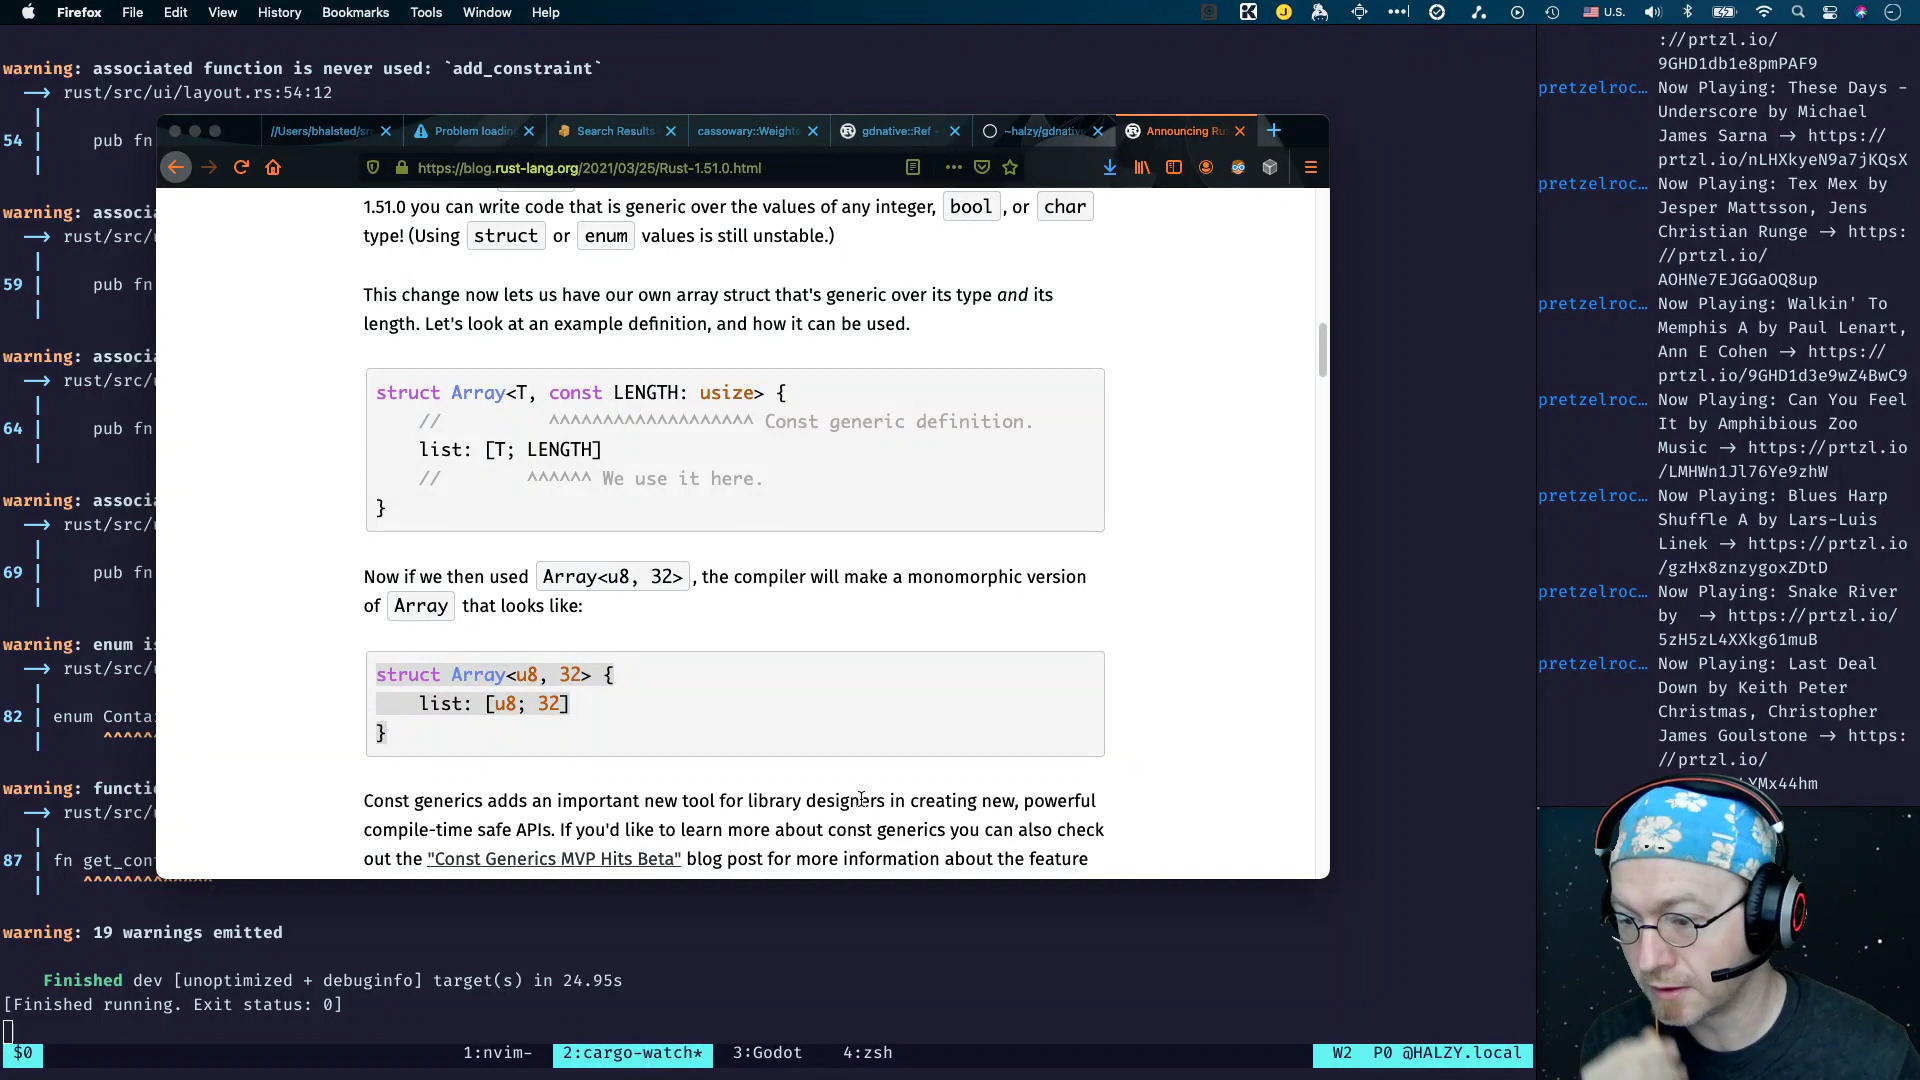 Firefox File Edit View History Bookmarks Tools Window Help
U.S.
warning: associated function is never used: `add_constraint`
rust/src/ui/layout.rs:54:12
54 | pub fn
warning: associa
rust/src/u
59 | pub fn
warning: associa
rust/src/u
64 | pub fn
warning: associa
rust/src/u
69 | pub fn
warning: enum is
rust/src/u
82 | enum Contai
^^^^^
warning: functio
rust/src/u
87 | fn get_cont
^^^^^^^^^^^^^
warning: 19 warnings emitted
Finished dev [unoptimized + debuginfo] target(s) in 24.95s
[Finished running. Exit status: 0]
$0 1:nvim- 2:cargo-watch* 3:Godot 4:zsh W2 P0 @HALZY.local
//Users/bhalsted/src
Problem loadin
Search Results
cassowary::Weight
gdnative::Ref -
~halzy/gdnativ
Announcing Ru
https://blog.rust-lang.org/2021/03/25/Rust-1.51.0.html
1.51.0 you can write code that is generic over the values of any integer, bool, or char
type! (Using struct or enum values is still unstable.)
This change now lets us have our own array struct that's generic over its type and its
length. Let's look at an example definition, and how it can be used.
struct Array<T, const LENGTH: usize> {
// ^^^^^^^^^^^^^^^^^^^ Const generic definition.
list: [T; LENGTH]
// ^^^^^^ We use it here.
}
Now if we then used Array<u8, 32>, the compiler will make a monomorphic version
of Array that looks like:
struct Array<u8, 32> {
list: [u8; 32]
}
Const generics adds an important new tool for library designers in creating new, powerful
compile-time safe APIs. If you'd like to learn more about const generics you can also check
out the "Const Generics MVP Hits Beta" blog post for more information about the feature
://prtzl.io/
9GHD1db1e8pmPAF9
pretzelroc… Now Playing: These Days -
Underscore by Michael
James Sarna → https://
prtzl.io/nLHXkyeN9a7jKQsX
pretzelroc… Now Playing: Tex Mex by
Jesper Mattsson, Jens
Christian Runge → https:
//prtzl.io/
AOHNe7EJGGaOQ8up
pretzelroc… Now Playing: Walkin' To
Memphis A by Paul Lenart,
Ann E Cohen → https://
prtzl.io/9GHD1d3e9wZ4BwC9
pretzelroc… Now Playing: Can You Feel
It by Amphibious Zoo
Music → https://prtzl.io
/LMHWn1Jl76Ye9zhW
pretzelroc… Now Playing: Blues Harp
Shuffle A by Lars-Luis
Linek → https://prtzl.io
/gzHx8znzygoxZDtD
pretzelroc… Now Playing: Snake River
by → https://prtzl.io/
5zH5zL4XXkg61muB
pretzelroc… Now Playing: Last Deal
Down by Keith Peter
Christmas, Christopher
James Goulstone → https:
//prtzl.io/
YMx44hm